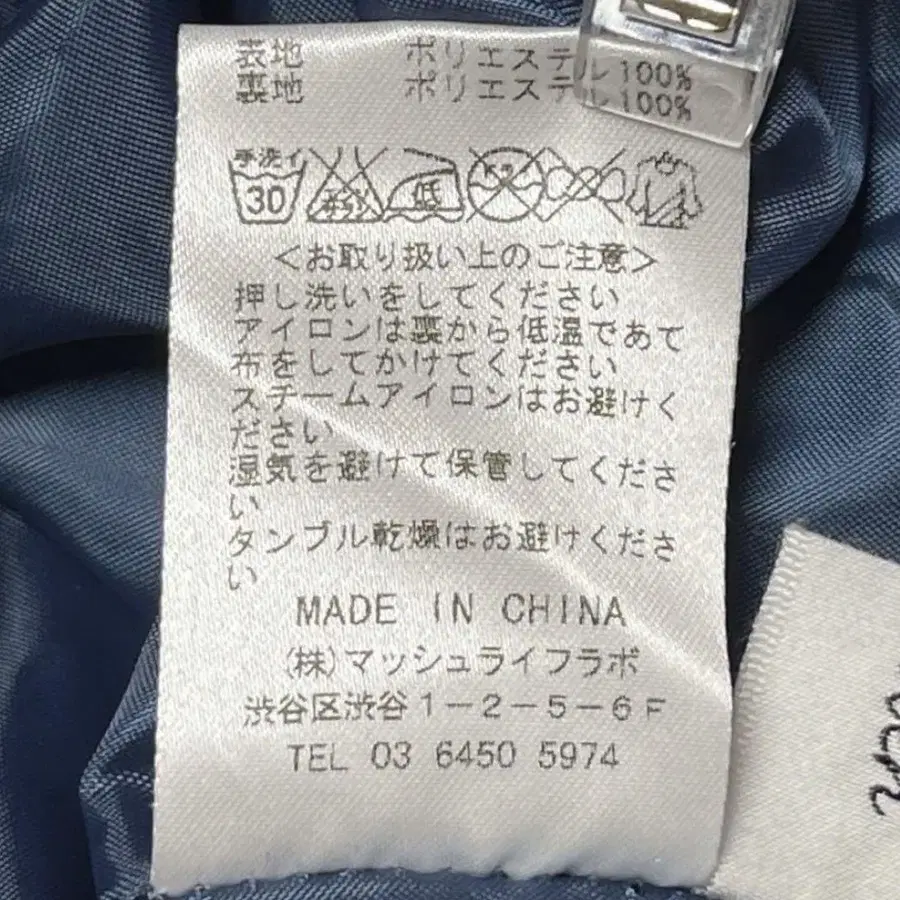 表地 ポリエステル100%
裏地 ポリエステル100%
手洗イ
30
低
<お取り扱い上のご注意>
押し洗いをしてください
アイロンは裏から低温であて
布をしてかけてください
スチームアイロンはお避けく
ださい
湿気を避けて保管してくださ
い
タンブル乾燥はお避けくださ
い
MADE IN CHINA
(株)マッシュライフラボ
渋谷区渋谷1-2-5-6F
TEL 03 6450 5974